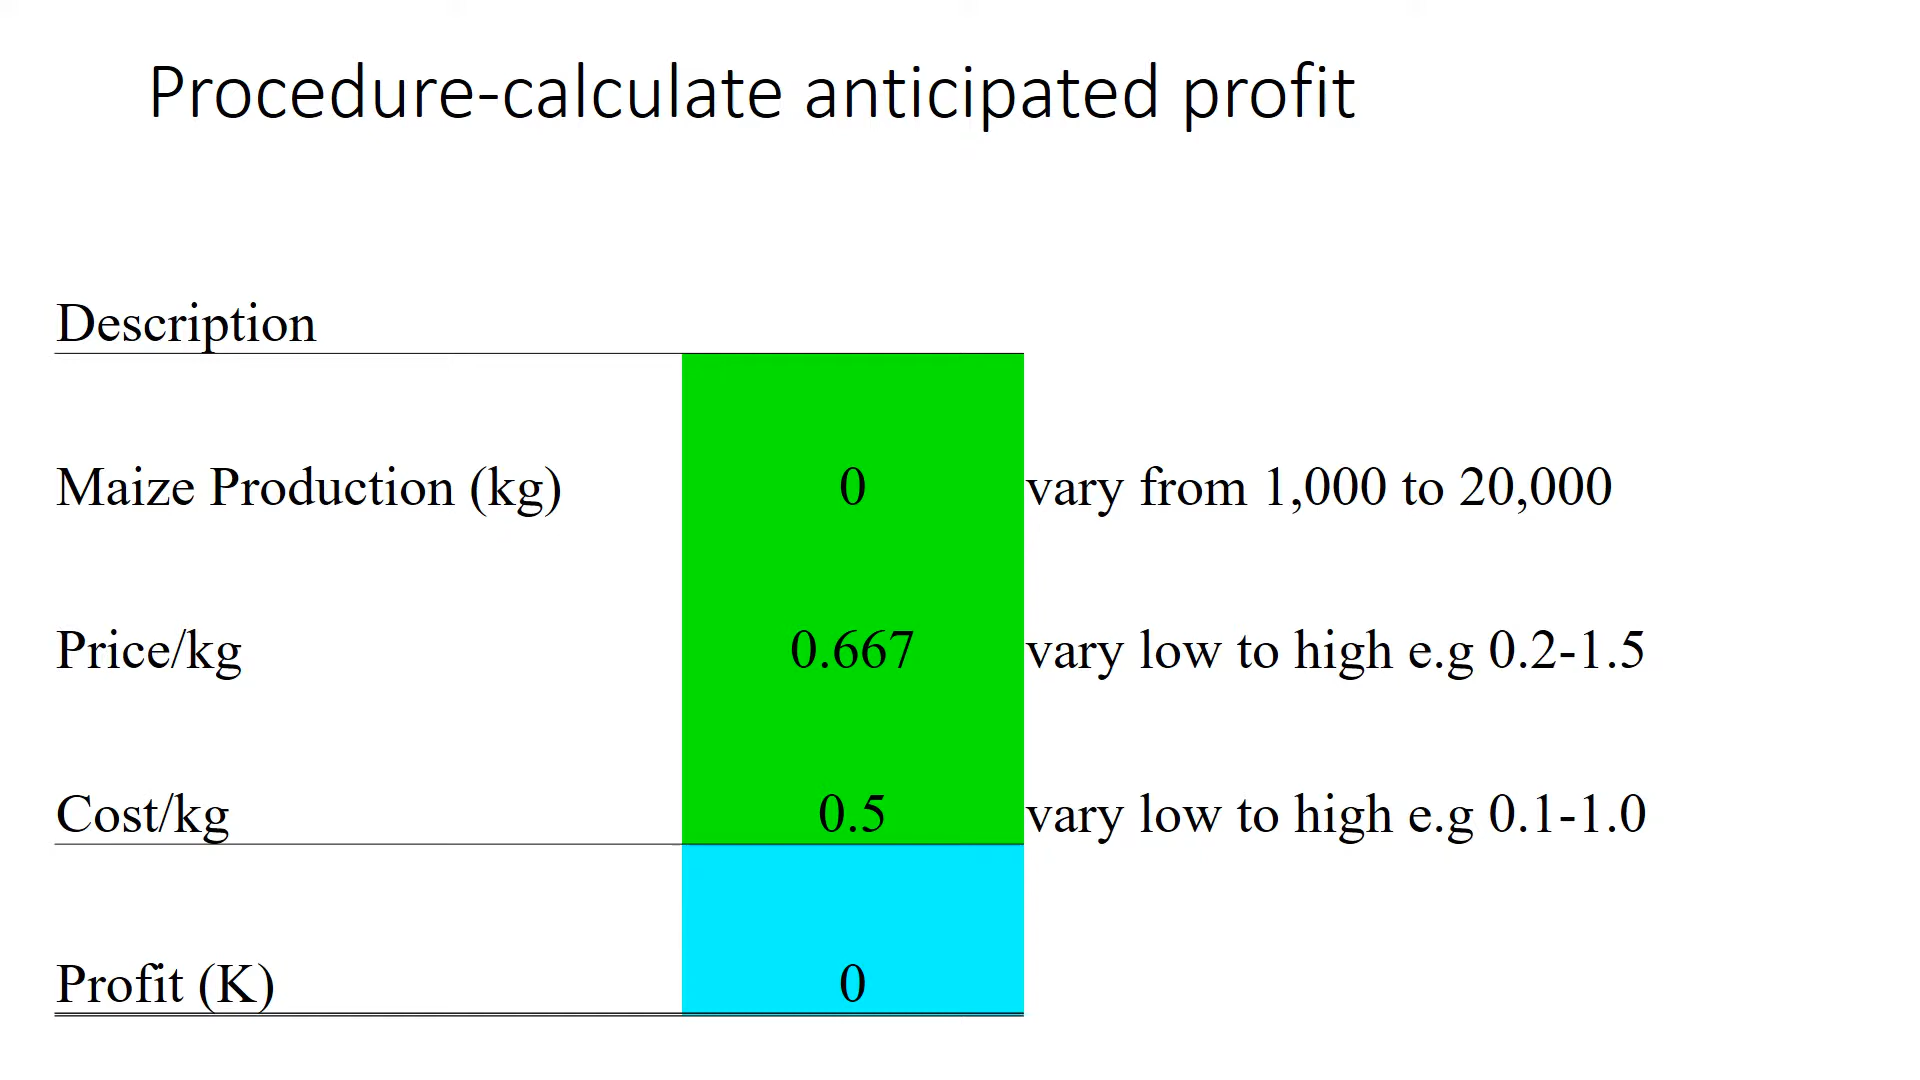 Procedure-calculate anticipated profit
Description
Maize Production (kg) 0 vary from 1,000 to 20,000
Price/kg 0.667 vary low to high e.g 0.2-1.5
Cost/kg 0.5 vary low to high e.g 0.1-1.0
Profit (K) 0